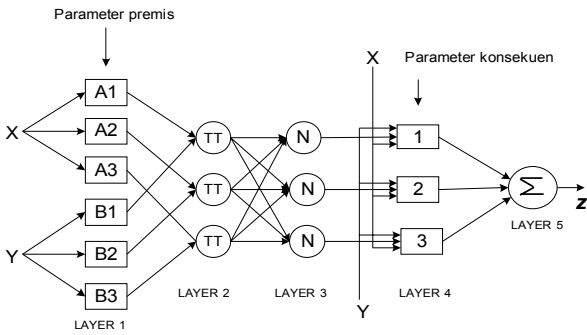 Parameter premis
X
Parameter konsekuen
A1
A2
A3
B1
B2
B3
X
Y
TT
TT
TT
N
N
N
1
2
3
Σ
z
LAYER 5
LAYER 2
LAYER 3
LAYER 4
Y
LAYER 1